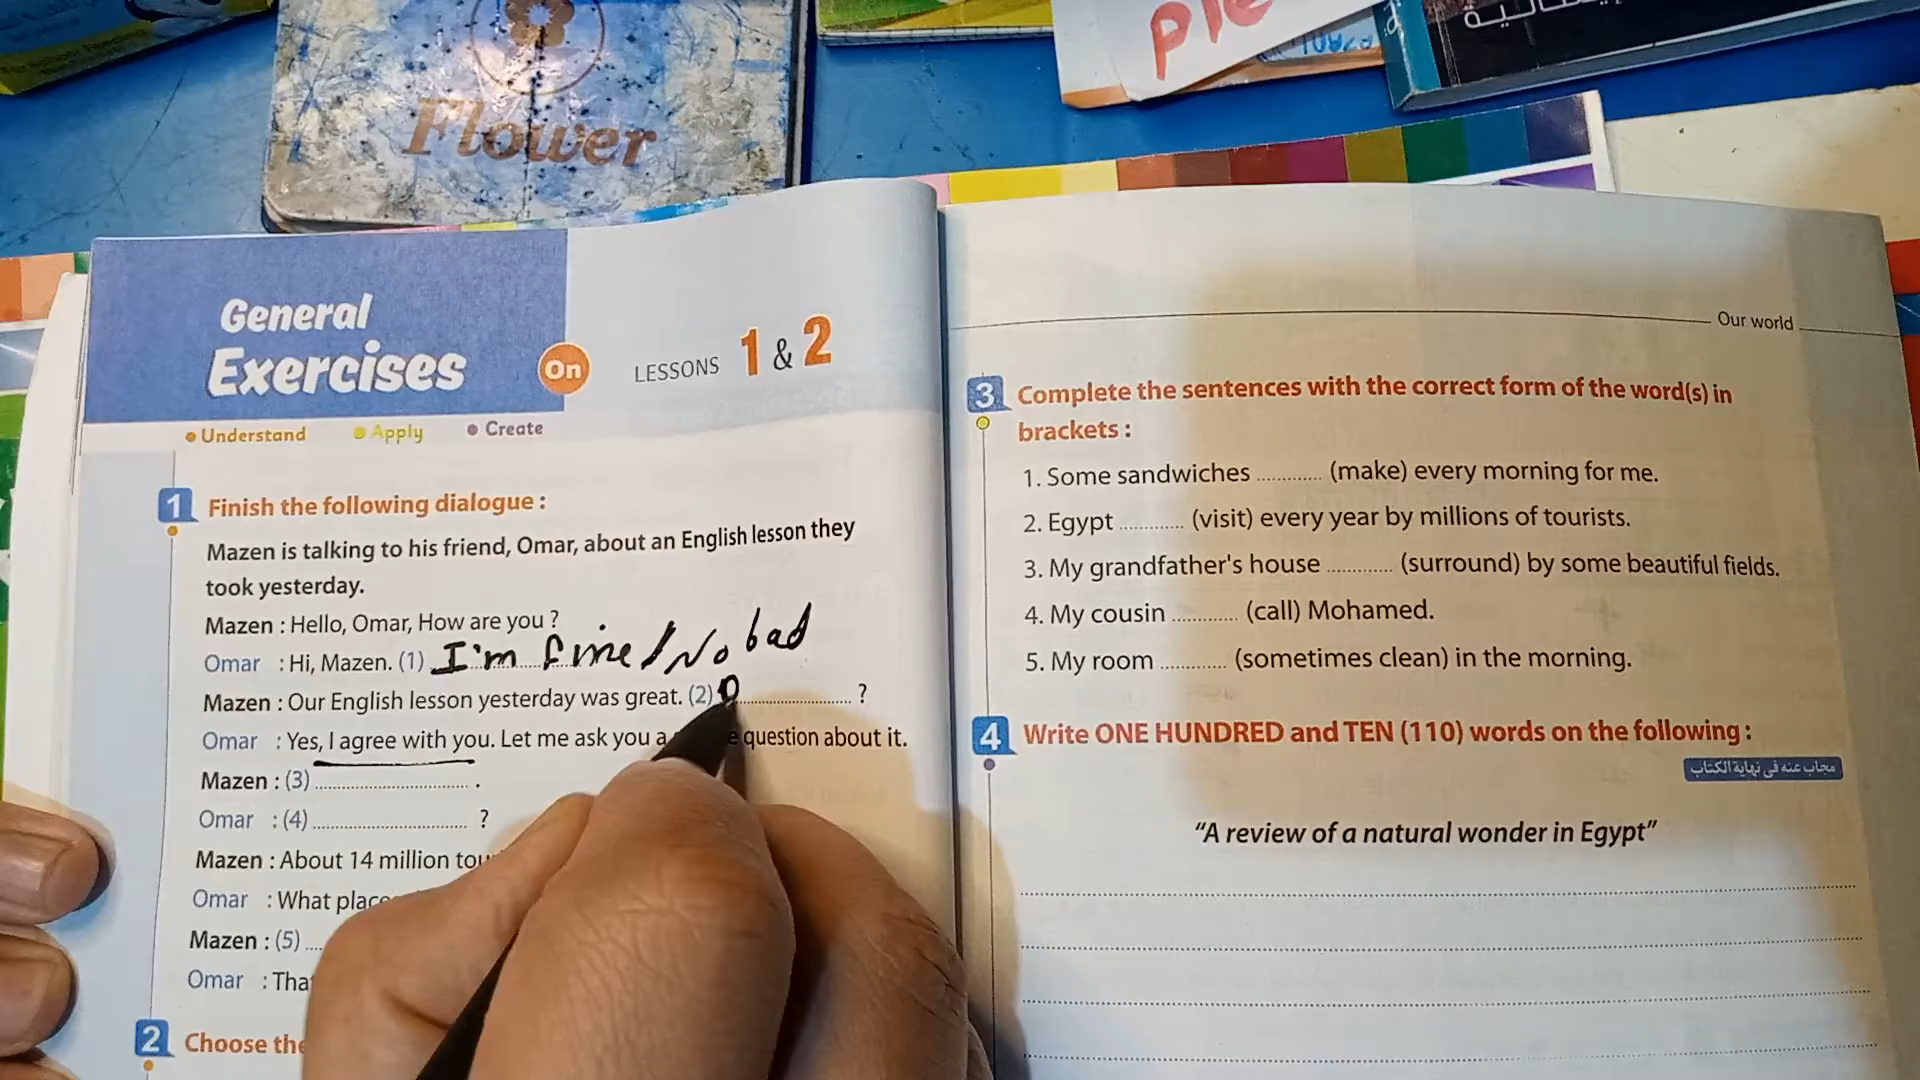 Flower
Ple
General
Exercises
On
LESSONS 1 & 2
Understand Apply Create
1 Finish the following dialogue :
Mazen is talking to his friend, Omar, about an English lesson they
took yesterday.
Mazen : Hello, Omar, How are you ?
Omar : Hi, Mazen. (1) I'm fine / No bad
Mazen : Our English lesson yesterday was great. (2) ............ ?
Omar : Yes, I agree with you. Let me ask you a question about it.
Mazen : (3) ............ .
Omar : (4) ............ ?
Mazen : About 14 million
Omar : What
Mazen : (5) ....
Omar :
2 Choose the
Our world
3 Complete the sentences with the correct form of the word(s) in
brackets :
1. Some sandwiches ............ (make) every morning for me.
2. Egypt ............ (visit) every year by millions of tourists.
3. My grandfather's house ............ (surround) by some beautiful fields.
4. My cousin ............ (call) Mohamed.
5. My room ............ (sometimes clean) in the morning.
4 Write ONE HUNDRED and TEN (110) words on the following :
مجاب عنه فى نهاية الكتاب
“A review of a natural wonder in Egypt”